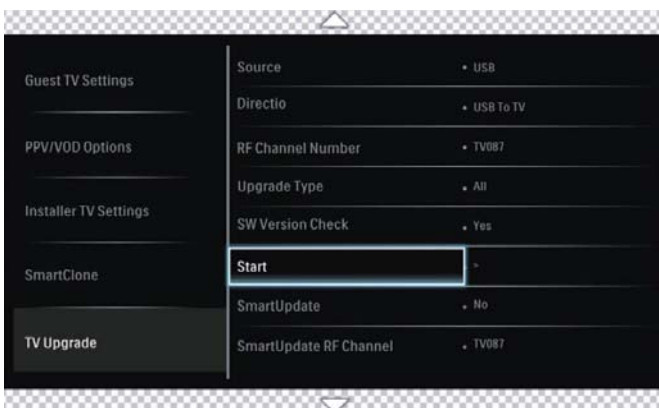 Guest TV Settings
PPV/VOD Options
Installer TV Settings
SmartClone
TV Upgrade
Source • USB
Directio • USB To TV
RF Channel Number • TV087
Upgrade Type • All
SW Version Check • Yes
Start • >
SmartUpdate • No
SmartUpdate RF Channel • TV087